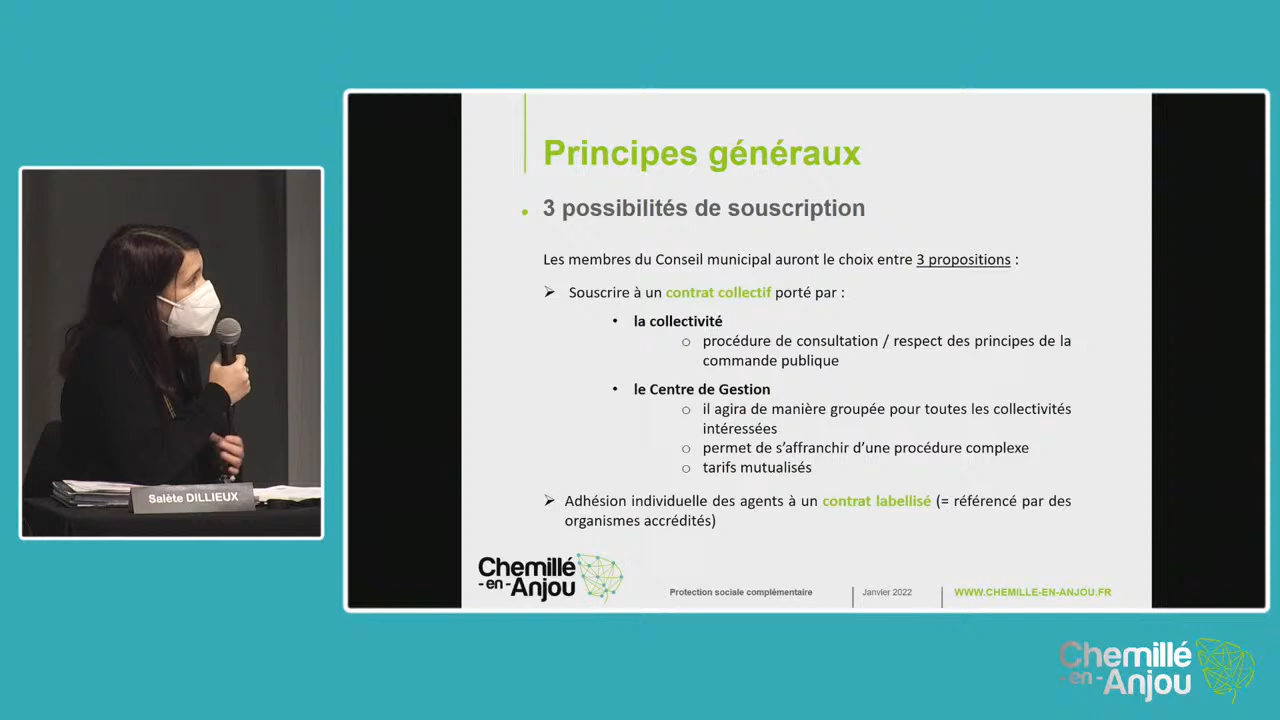 Principes généraux
• 3 possibilités de souscription
Les membres du Conseil municipal auront le choix entre 3 propositions :
➢ Souscrire à un contrat collectif porté par :
• la collectivité
o procédure de consultation / respect des principes de la
commande publique
• le Centre de Gestion
o il agira de manière groupée pour toutes les collectivités
intéressées
o permet de s’affranchir d’une procédure complexe
o tarifs mutualisés
➢ Adhésion individuelle des agents à un contrat labellisé (= référencé par des
organismes accrédités)
Chemillé
-en-Anjou
Protection sociale complémentaire
Janvier 2022
WWW.CHEMILLE-EN-ANJOU.FR
Salète DILLIEUX
Chemillé
-en-Anjou